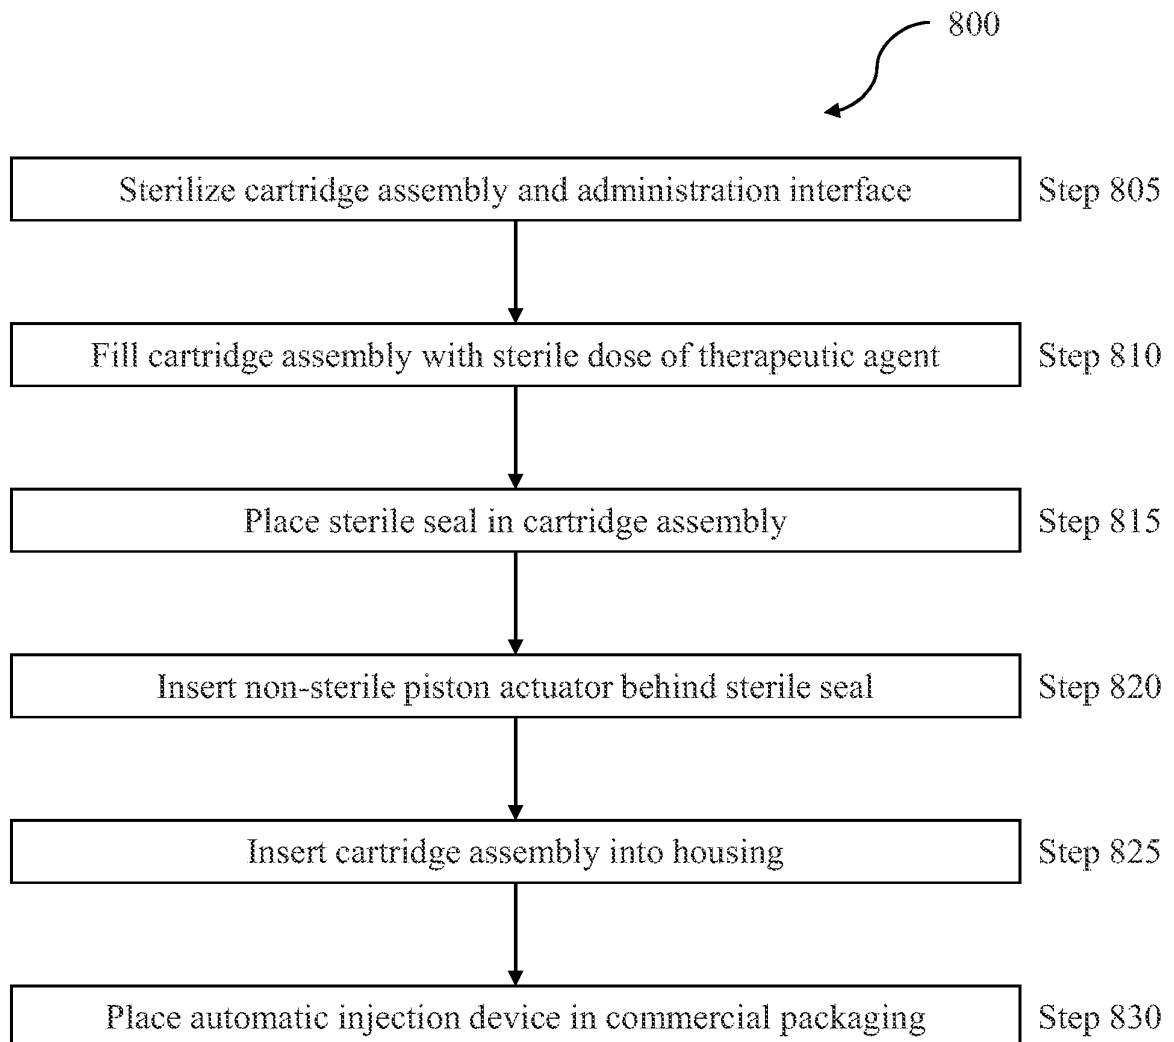 800
Sterilize cartridge assembly and administration interface Step 805
Fill cartridge assembly with sterile dose of therapeutic agent Step 810
Place sterile seal in cartridge assembly Step 815
Insert non-sterile piston actuator behind sterile seal Step 820
Insert cartridge assembly into housing Step 825
Place automatic injection device in commercial packaging Step 830